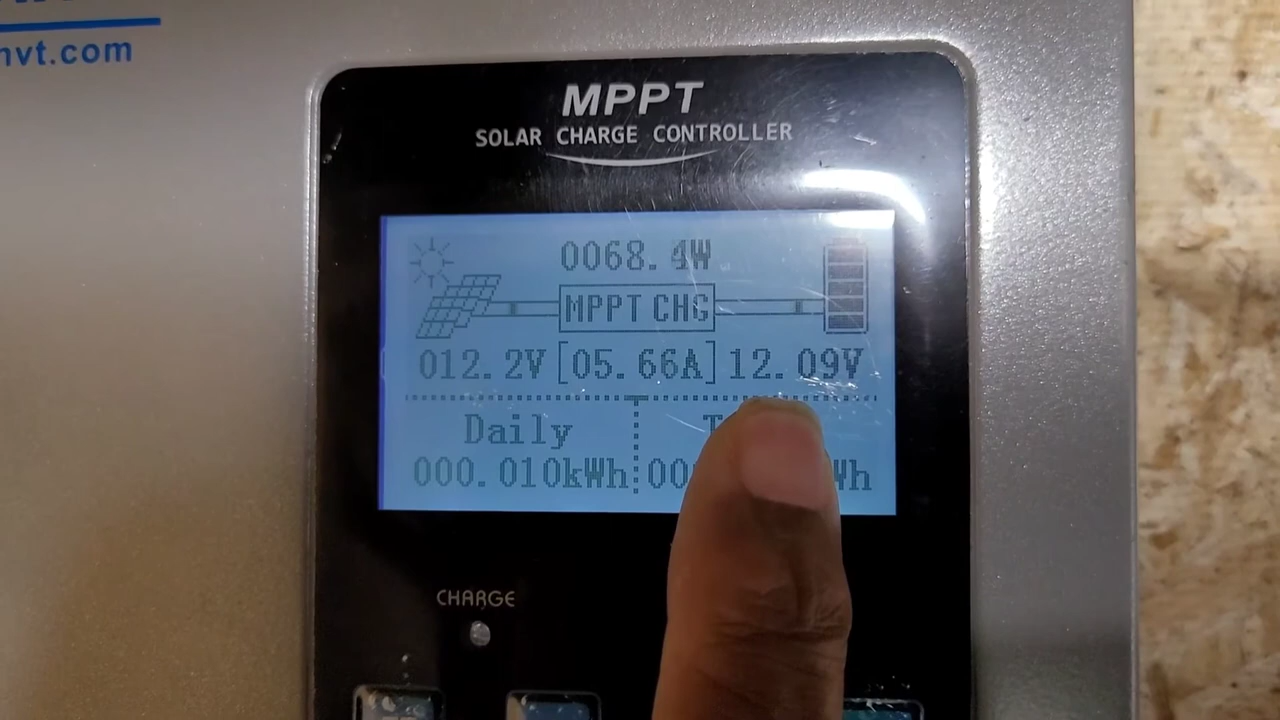 nvt.com
MPPT
SOLAR CHARGE CONTROLLER
0068.4W
MPPT CHG
012.2V [05.66A] 12.09V
Daily
000.010kWh
CHARGE